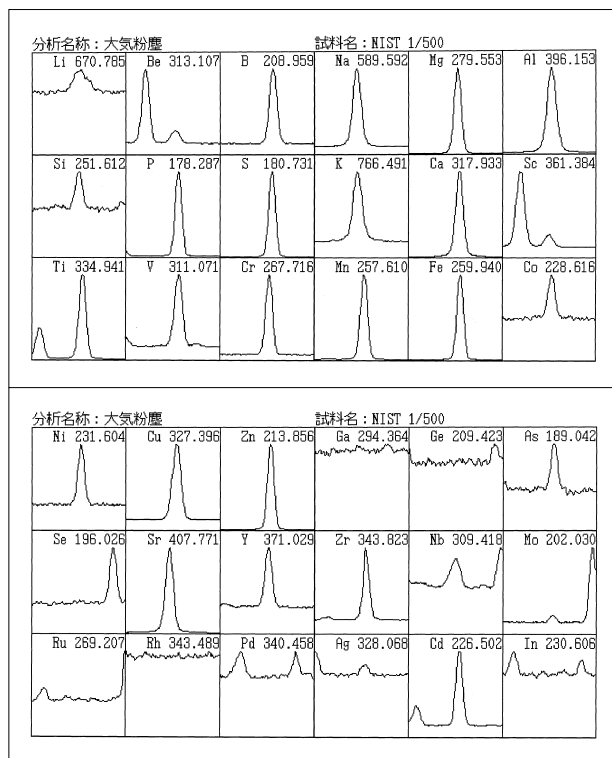 分析名称：大気粉塵 試料名：NIST 1/500
Li 670.785 Be 313.107 B 208.959 Na 589.592 Mg 279.553 Al 396.153
Si 251.612 P 178.287 S 180.731 K 766.491 Ca 317.933 Sc 361.384
Ti 334.941 V 311.071 Cr 267.716 Mn 257.610 Fe 259.940 Co 228.616
分析名称：大気粉塵 試料名：NIST 1/500
Ni 231.604 Cu 327.396 Zn 213.856 Ga 294.364 Ge 209.423 As 189.042
Se 196.026 Sr 407.771 Y 371.029 Zr 343.823 Nb 309.418 Mo 202.030
Ru 269.207 Rh 343.489 Pd 340.458 Ag 328.068 Cd 226.502 In 230.606